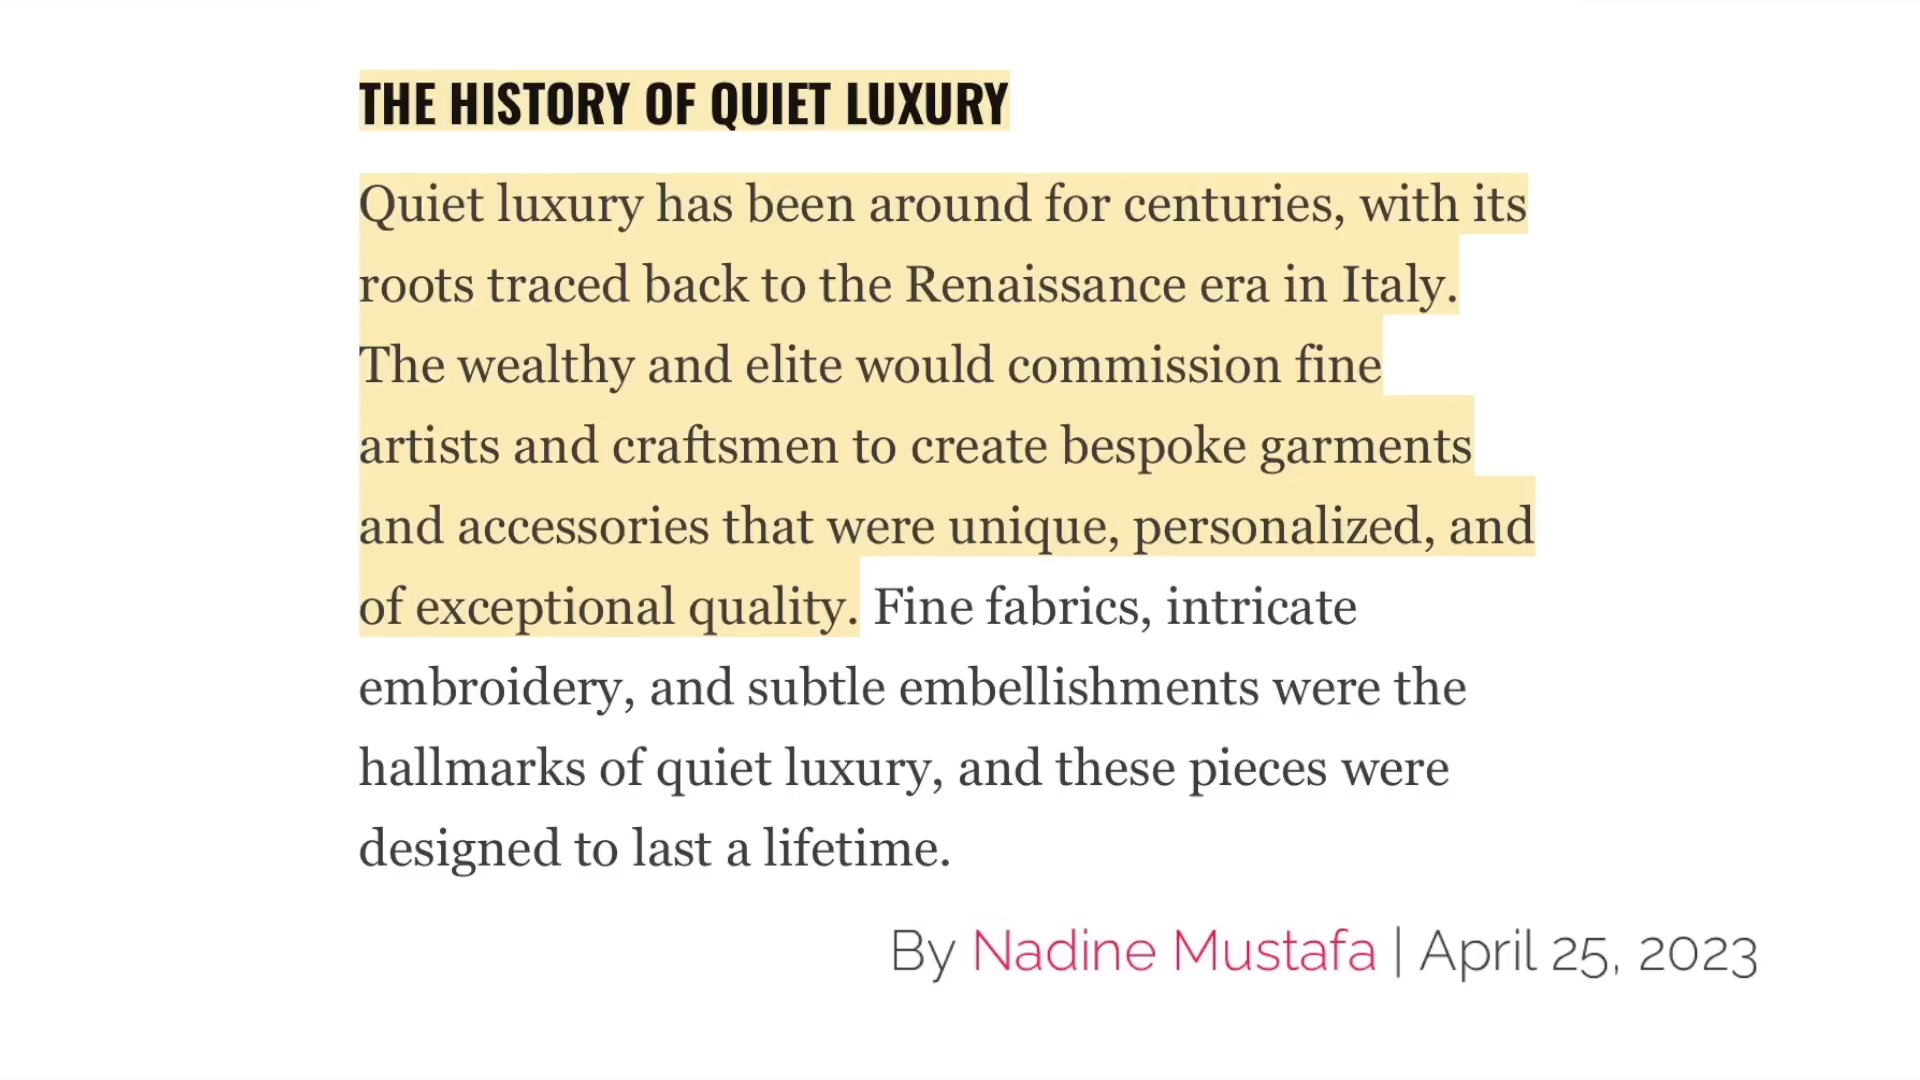 THE HISTORY OF QUIET LUXURY
Quiet luxury has been around for centuries, with its
roots traced back to the Renaissance era in Italy.
The wealthy and elite would commission fine
artists and craftsmen to create bespoke garments
and accessories that were unique, personalized, and
of exceptional quality. Fine fabrics, intricate
embroidery, and subtle embellishments were the
hallmarks of quiet luxury, and these pieces were
designed to last a lifetime.
By Nadine Mustafa | April 25, 2023